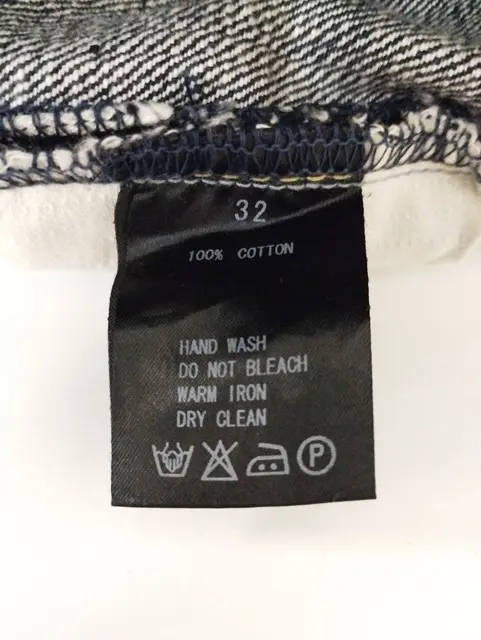 32
100% COTTON
HAND WASH
DO NOT BLEACH
WARM IRON
DRY CLEAN
P